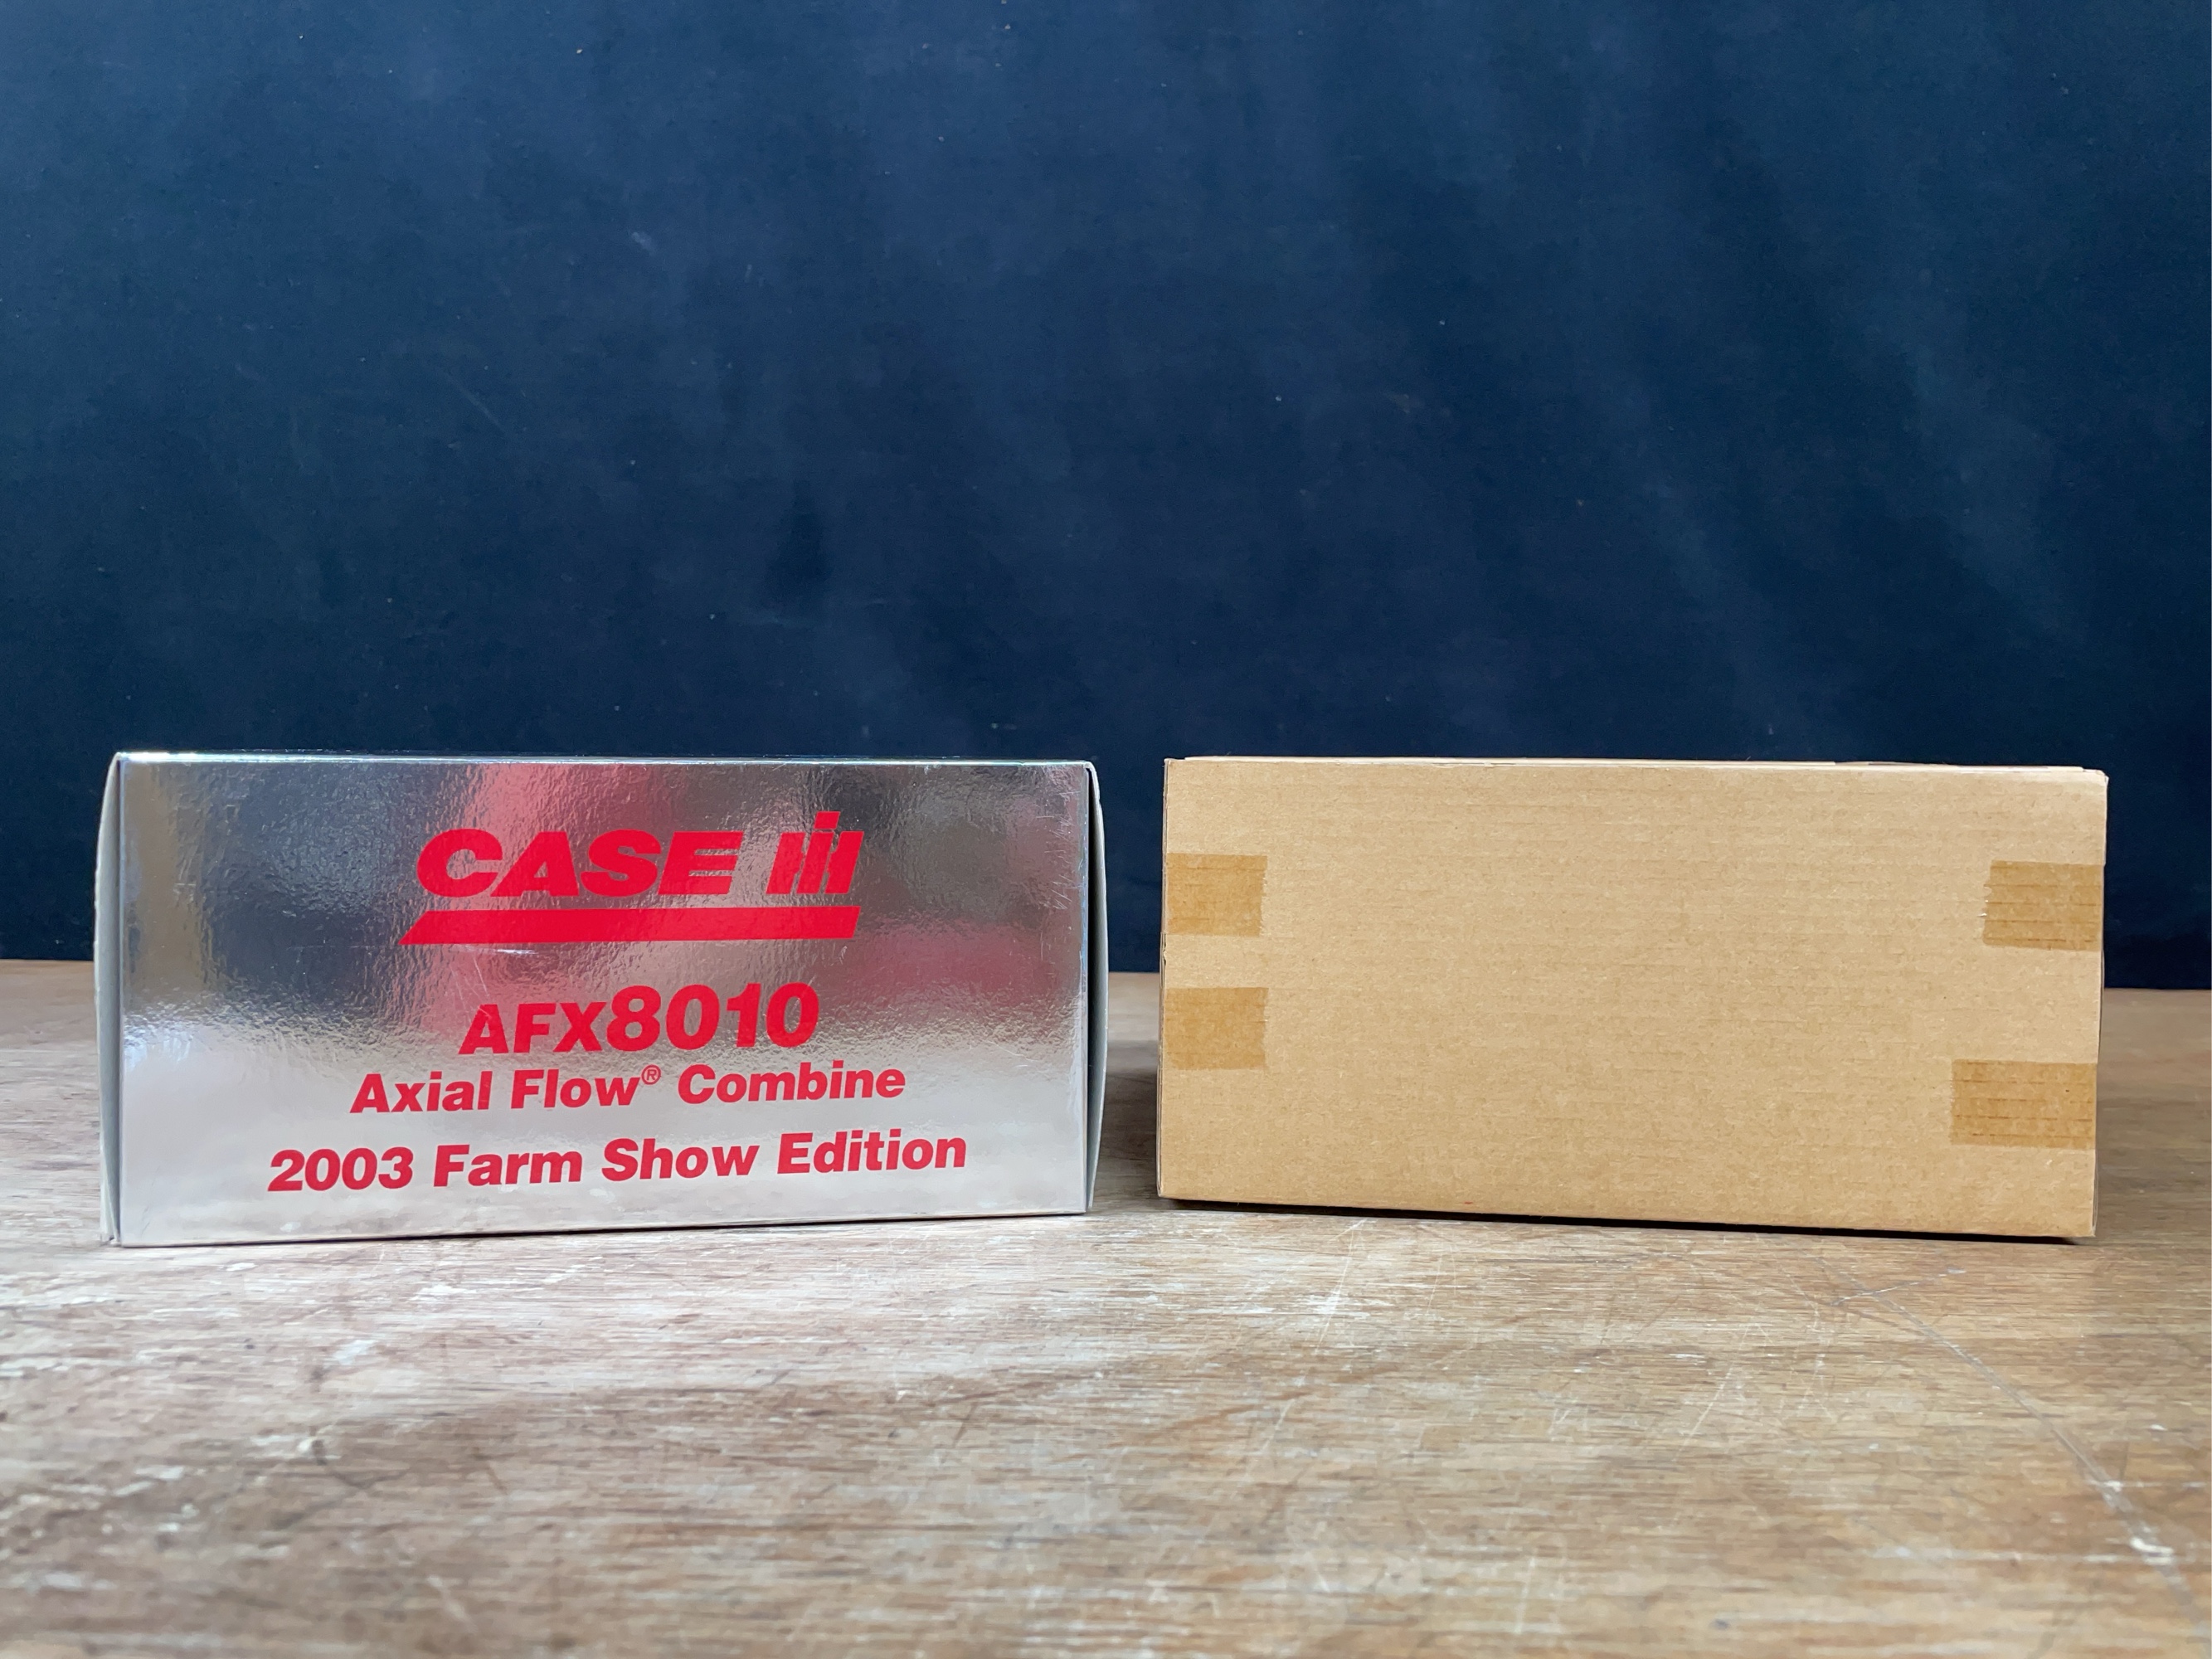 CASE IH
AFX8010
Axial Flow® Combine
2003 Farm Show Edition